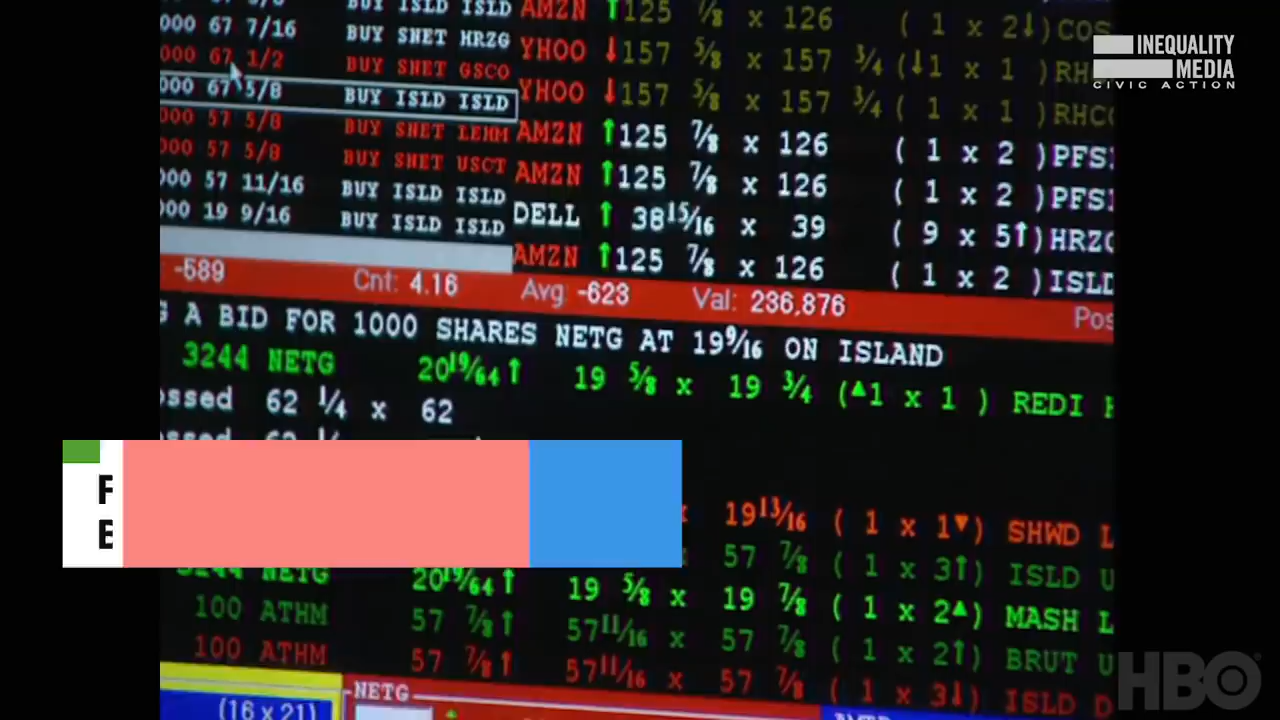 BUY ISLD ISLD
000 67 7/16 BUY SNET HRZG
000 67 1/2 BUY SNET GSCO
000 67 5/8 BUY ISLD ISLD
000 57 5/8 BUY SNET LEHM
000 57 5/8 BUY SNET USCT
000 57 11/16 BUY ISLD ISLD
000 19 9/16 BUY ISLD ISLD
AMZN ↑125 7/8 x 126 ( 1 x 2↓)COS
YHOO ↓157 5/8 x 157 3/4 (↓1 x 1 )RH
YHOO ↓157 5/8 x 157 3/4 ( 1 x 1 )RHC
AMZN ↑125 7/8 x 126 ( 1 x 2 )PFS
AMZN ↑125 7/8 x 126 ( 1 x 2 )PFS
DELL ↑ 38 15/16 x 39 ( 9 x 5↑)HRZG
AMZN ↑125 7/8 x 126 ( 1 x 2 )ISLD
INEQUALITY
MEDIA
CIVIC ACTION
-589 Cnt: 4.16 Avg: -623 Val: 236,876 Pos
G A BID FOR 1000 SHARES NETG AT 19 9/16 ON ISLAND
3244 NETG 20 19/64 ↑ 19 5/8 x 19 3/4 (▲1 x 1 ) REDI
ossed 62 1/4 x 62
F
E
19 13/16 ( 1 x 1▼) SHWD L
57 7/8 ( 1 x 3↑) ISLD U
3244 NETG 20 19/64 ↑ 19 5/8 x 19 7/8 ( 1 x 2▲) MASH L
100 ATHM 57 7/8 ↑ 57 11/16 x 57 7/8 ( 1 x 2↑) BRUT U
100 ATHM 57 7/8 ↑ 57 11/16 x 57 7/8 ( 1 x 3↓) ISLD D
(16 x 21) NETG
HBO